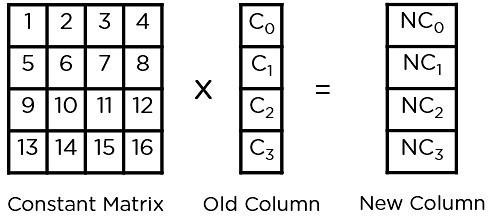 1 2 3 4 C₀ NC₀
5 6 7 8 C₁ NC₁
X =
9 10 11 12 C₂ NC₂
13 14 15 16 C₃ NC₃
Constant Matrix Old Column New Column